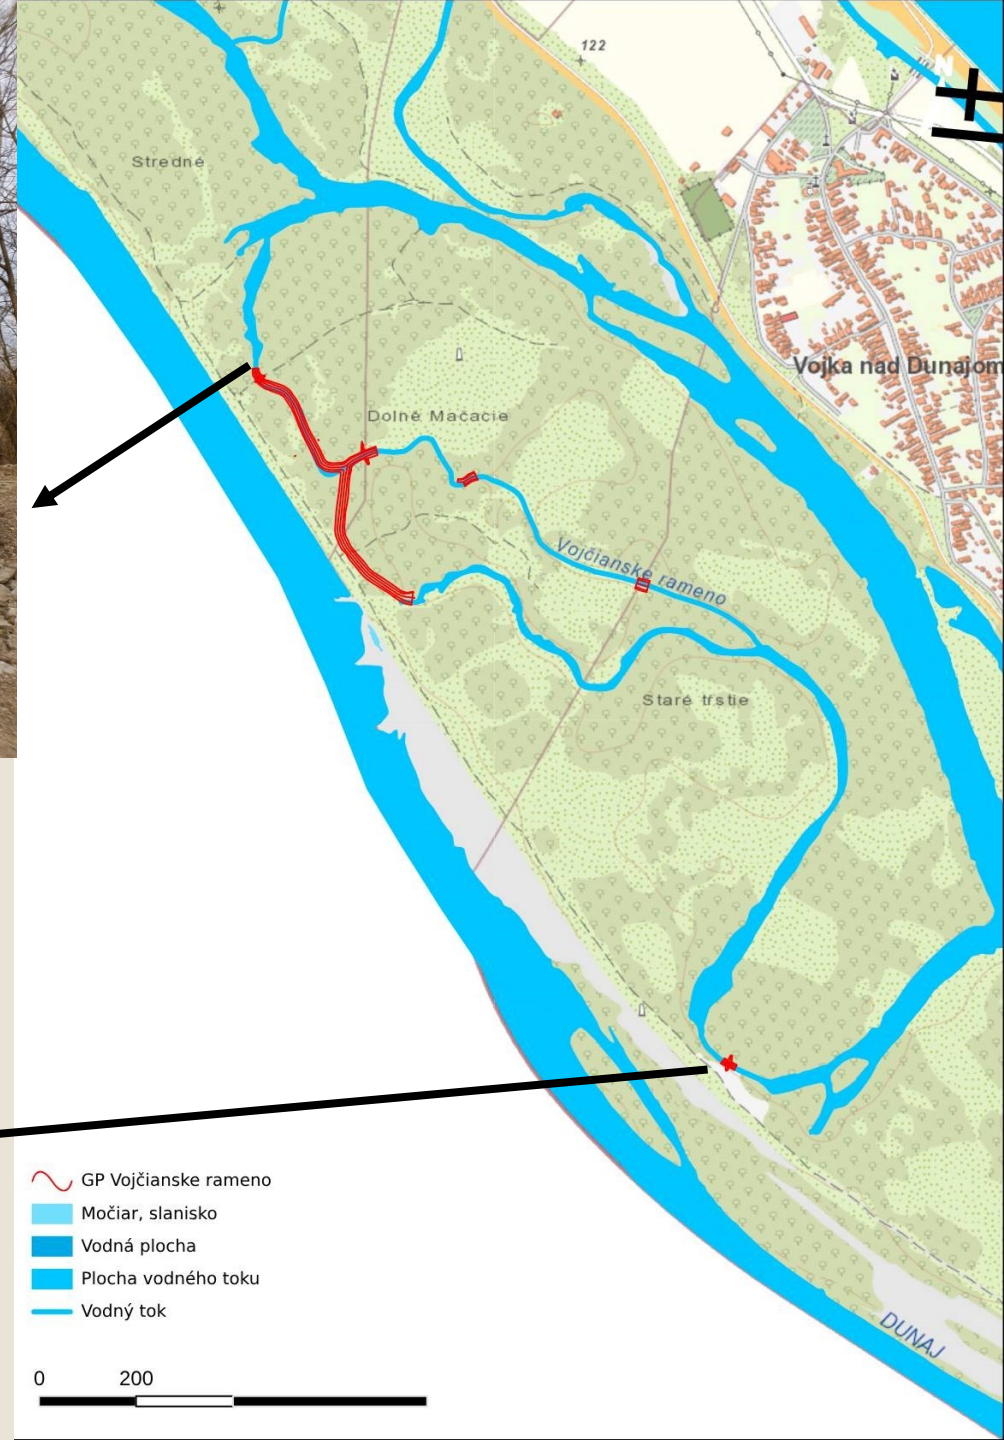 122
N
Stredné
Vojka nad Dunajom
Dolné Mačacie
Vojčianske rameno
Staré tŕstie
GP Vojčianske rameno
Močiar, slanisko
Vodná plocha
Plocha vodného toku
Vodný tok
DUNAJ
0 200